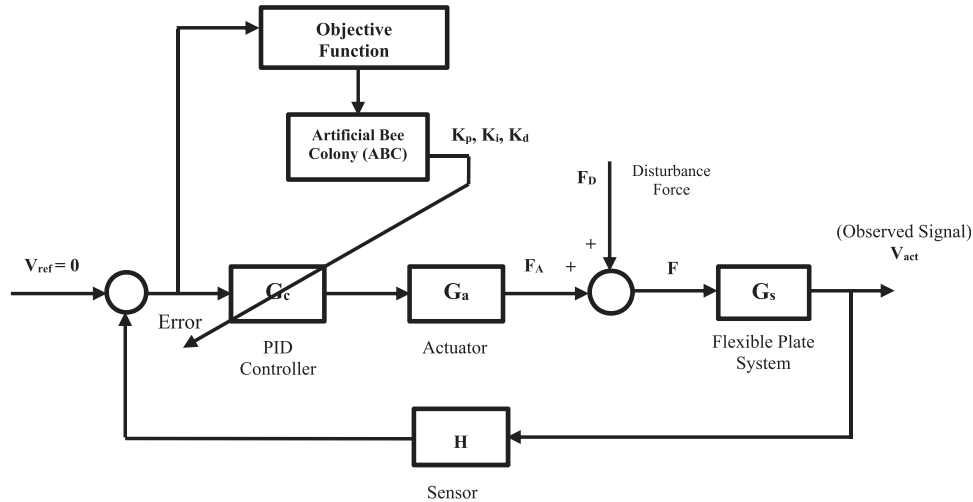 Objective
Function
Artificial Bee
Colony (ABC)
Kp, Ki, Kd
FD
Disturbance
Force
(Observed Signal)
Vact
Vref = 0
FA
+
+
F
Gc
Ga
Gs
Error
PID
Controller
Actuator
Flexible Plate
System
H
Sensor